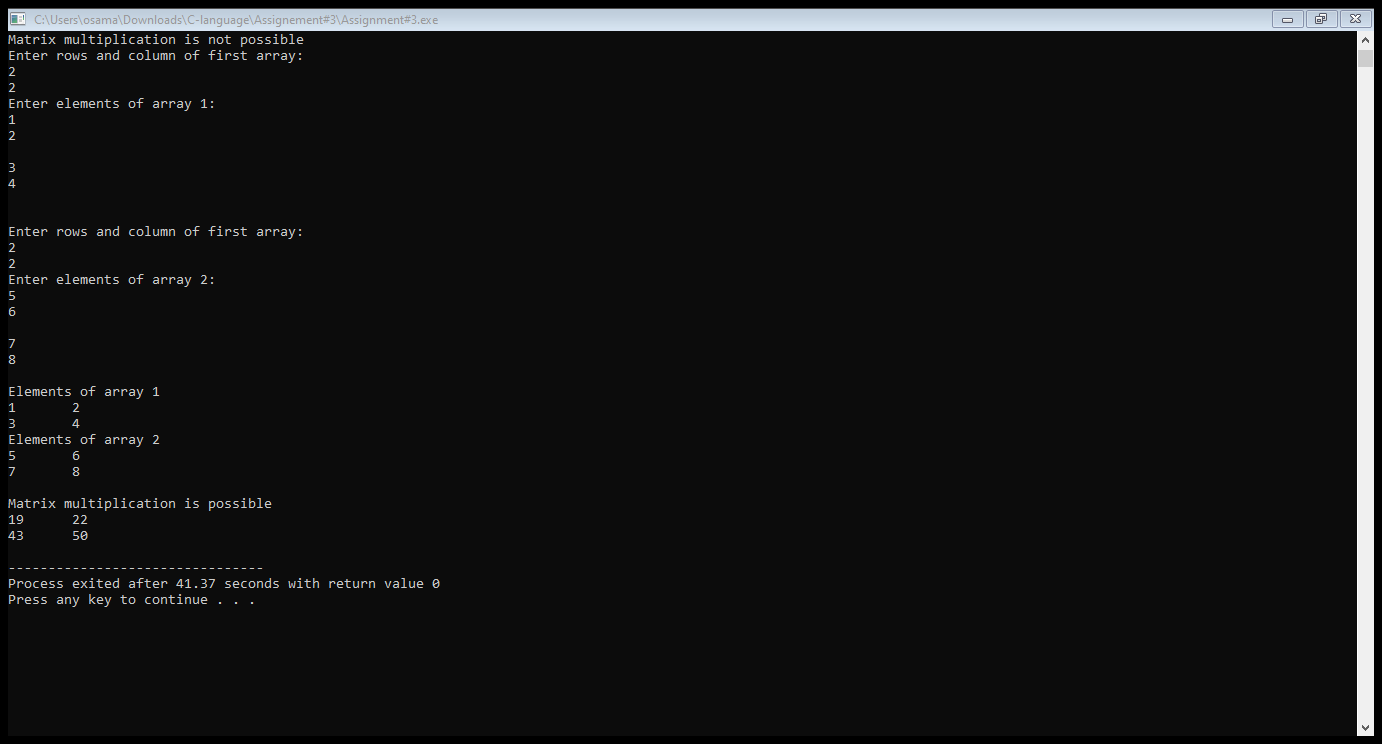 C:\Users\osama\Downloads\C-language\Assignement#3\Assignment#3.exe
Matrix multiplication is not possible
Enter rows and column of first array:
2
2
Enter elements of array 1:
1
2
3
4
Enter rows and column of first array:
2
2
Enter elements of array 2:
5
6
7
8
Elements of array 1
1 2
3 4
Elements of array 2
5 6
7 8
Matrix multiplication is possible
19 22
43 50
--------------------------------
Process exited after 41.37 seconds with return value 0
Press any key to continue . . .